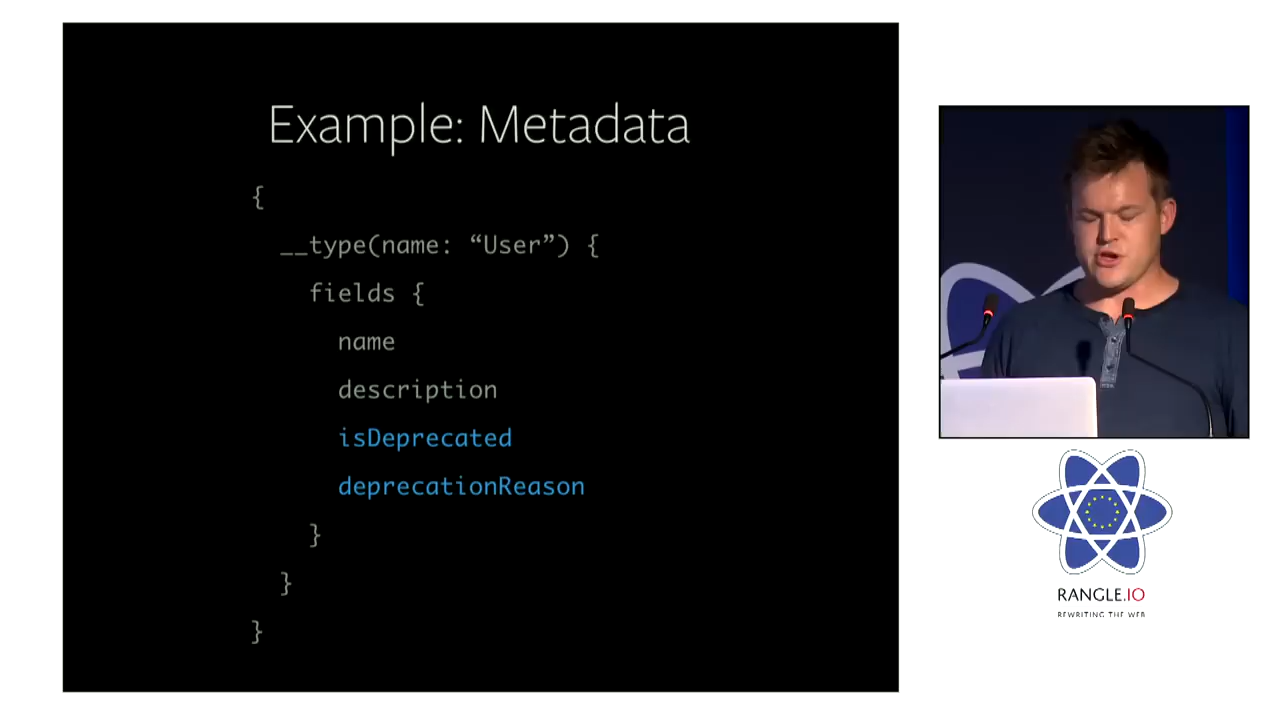 Example: Metadata
{
__type(name: “User”) {
fields {
name
description
isDeprecated
deprecationReason
}
}
}
RANGLE.IO
REWRITING THE WEB